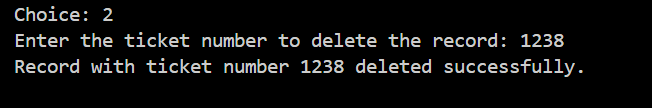 Choice: 2
Enter the ticket number to delete the record: 1238
Record with ticket number 1238 deleted successfully.